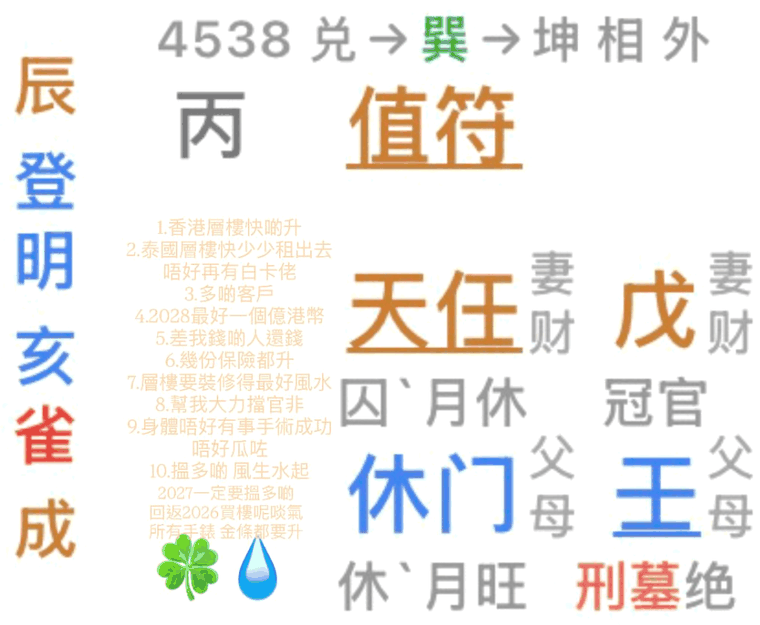 4538 兑→巽→坤 相 外
辰
登
明
亥
雀
成
丙
值符
1.香港層樓快啲升
2.泰國層樓快少少租出去
唔好再有白卡佬
3.多啲客戶
4.2028最好一個億港幣
5.差我錢啲人還錢
6.幾份保險都升
7.層樓要裝修得最好風水
8.幫我大力擋官非
9.身體唔好有事手術成功
唔好瓜咗
10.搵多啲 風生水起
2027一定要搵多啲
回返2026買樓呢啖氣
所有手錶 金條都要升
天任 妻财 戊 妻财
囚`月休 冠官
休门 父母 王 父母
休`月旺 刑墓绝